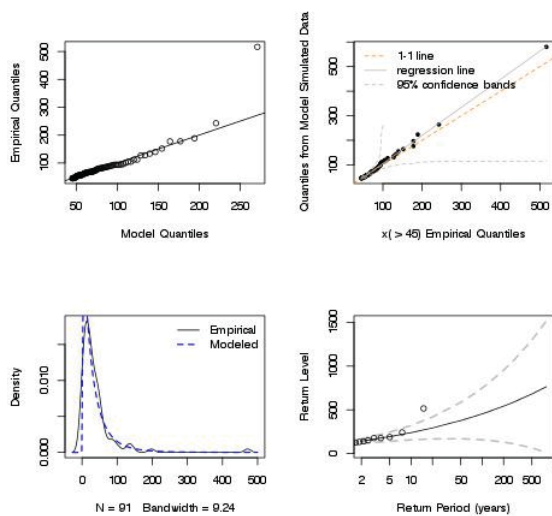 Empirical Quantiles
500
300
100
50 100 150 200 250
Model Quantiles
Quantiles from Model Simulated Data
500
300
100
1-1 line
regression line
95% confidence bands
100 200 300 400 500
x( > 45) Empirical Quantiles
Density
0.010
0.000
Empirical
Modeled
0 100 200 300 400 500
N = 91 Bandwidth = 9.24
Return Level
1500
1000
500
0
2 5 10 50 100 200 500
Return Period (years)